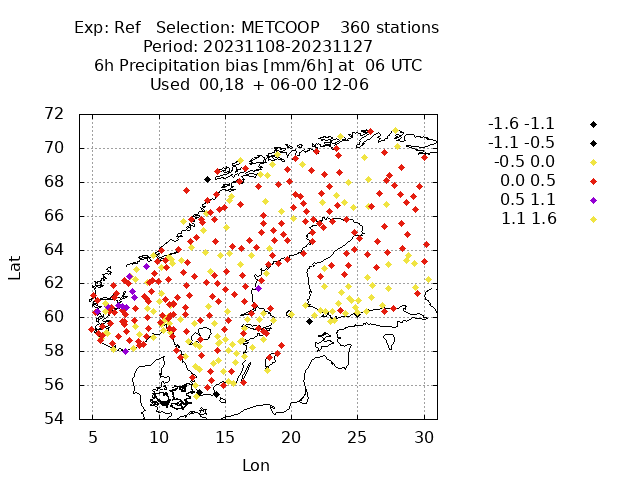 Exp: Ref   Selection: METCOOP    360 stations
Period: 20231108-20231127
6h Precipitation bias [mm/6h] at  06 UTC
Used  00,18  + 06-00 12-06
72
70
68
66
64
62
60
58
56
54
Lat
5 10 15 20 25 30
Lon
-1.6 -1.1
-1.1 -0.5
-0.5 0.0
0.0 0.5
0.5 1.1
1.1 1.6